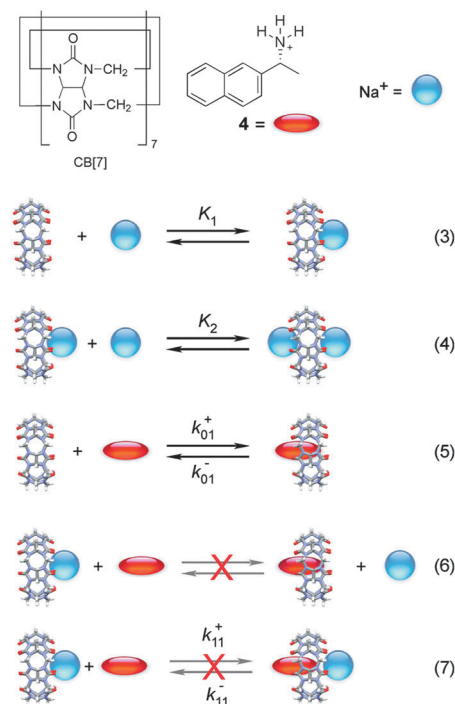 O
N N CH₂
N N CH₂
O
7
CB[7]
H
H H
N
+
4 =
Na⁺ =
+ K₁ (3)
+ K₂ (4)
+ k₀₁⁺ (5)
k₀₁⁻
+ X + (6)
+ k₁₁⁺ X (7)
k₁₁⁻